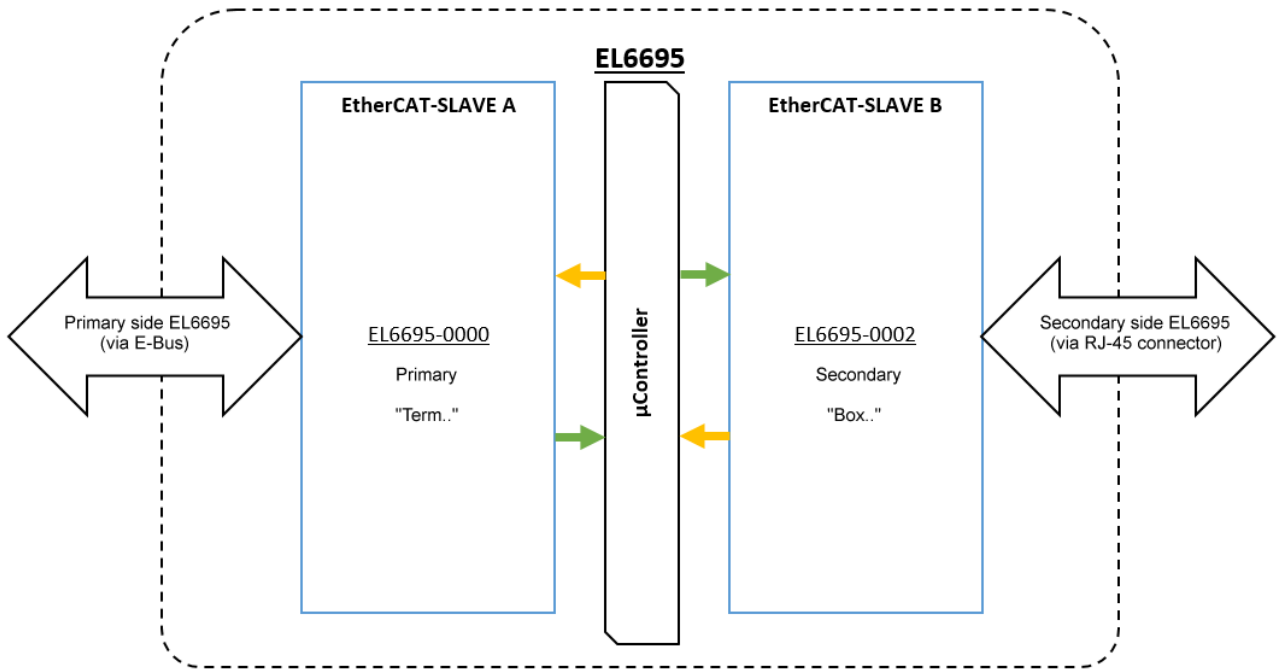 EL6695
EtherCAT-SLAVE A
EtherCAT-SLAVE B
Primary side EL6695
(via E-Bus)
EL6695-0000
Primary
"Term.."
µController
EL6695-0002
Secondary
"Box.."
Secondary side EL6695
(via RJ-45 connector)